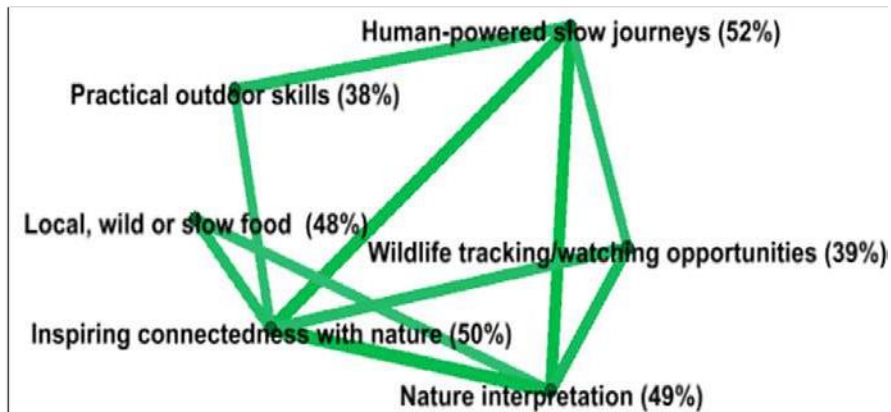 Human-powered slow journeys (52%)
Practical outdoor skills (38%)
Local, wild or slow food (48%)
Wildlife tracking/watching opportunities (39%)
Inspiring connectedness with nature (50%)
Nature interpretation (49%)